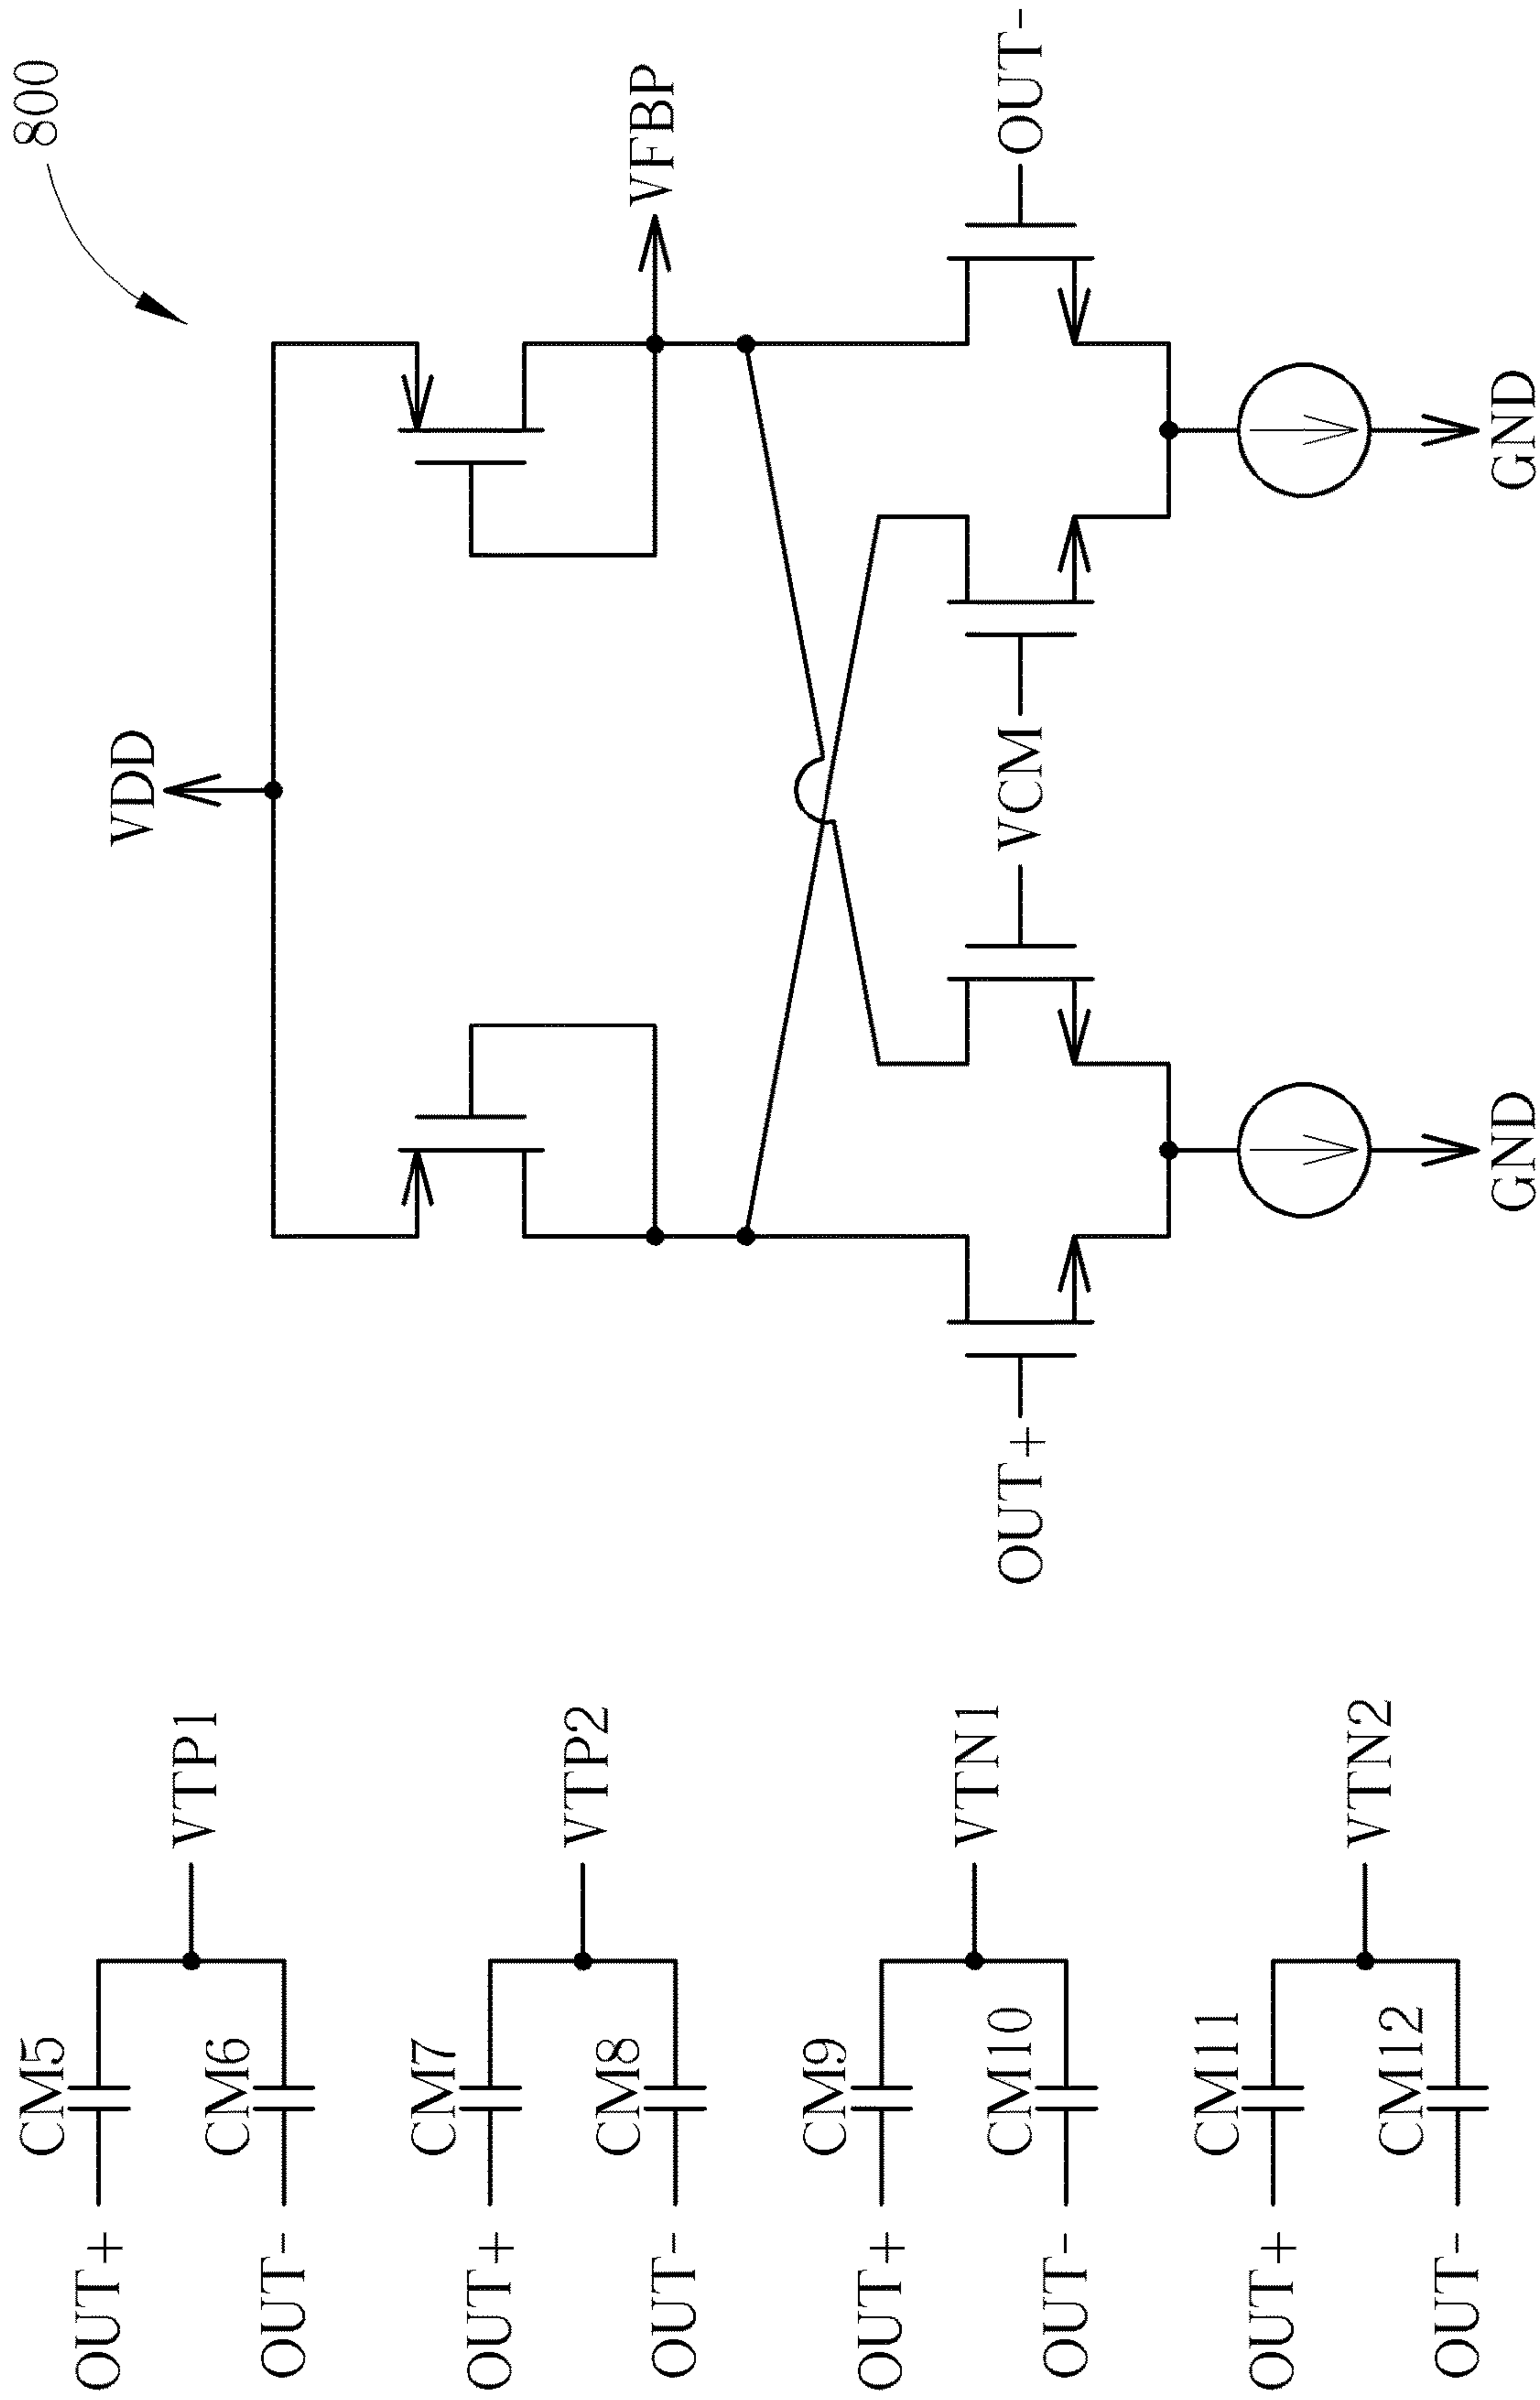 800
VDD
VFBP
OUT+
VCM
OUT-
GND
GND
CM5
OUT+
VTP1
CM6
OUT-
CM7
OUT+
VTP2
CM8
OUT-
CM9
OUT+
VTN1
CM10
OUT-
CM11
OUT+
VTN2
CM12
OUT-